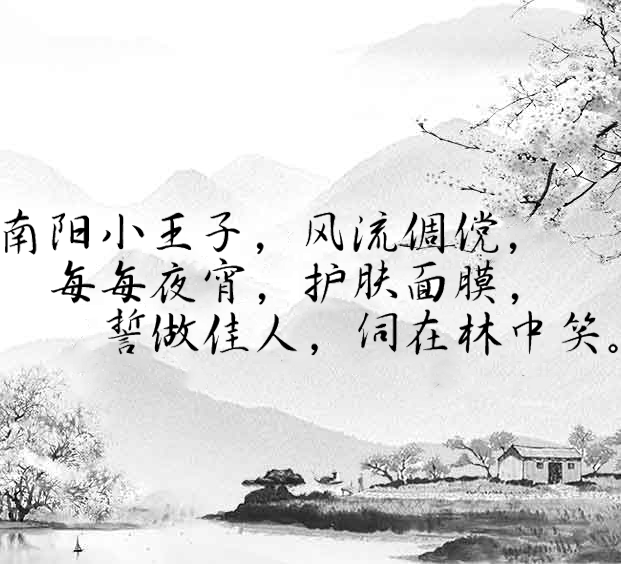 南阳小王子，风流倜傥，
每每夜宵，护肤面膜，
誓做佳人，伺在林中笑。